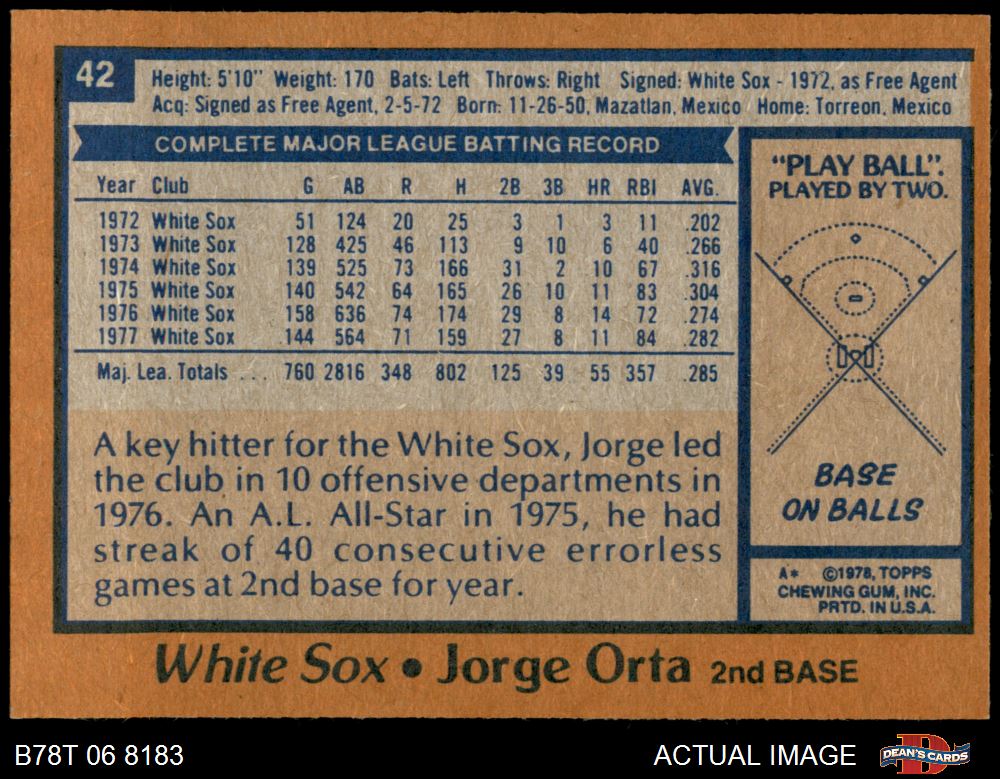 42
Height: 5'10" Weight: 170 Bats: Left Throws: Right Signed: White Sox - 1972, as Free Agent
Acq: Signed as Free Agent, 2-5-72 Born: 11-26-50, Mazatlan, Mexico Home: Torreon, Mexico
COMPLETE MAJOR LEAGUE BATTING RECORD
Year Club G AB R H 2B 3B HR RBI AVG.
1972 White Sox 51 124 20 25 3 1 3 11 .202
1973 White Sox 128 425 46 113 9 10 6 40 .266
1974 White Sox 139 525 73 166 31 2 10 67 .316
1975 White Sox 140 542 64 165 26 10 11 83 .304
1976 White Sox 158 636 74 174 29 8 14 72 .274
1977 White Sox 144 564 71 159 27 8 11 84 .282
Maj. Lea. Totals ... 760 2816 348 802 125 39 55 357 .285
A key hitter for the White Sox, Jorge led
the club in 10 offensive departments in
1976. An A.L. All-Star in 1975, he had
streak of 40 consecutive errorless
games at 2nd base for year.
"PLAY BALL".
PLAYED BY TWO.
BASE
ON BALLS
A* ©1978, TOPPS
CHEWING GUM, INC.
PRTD. IN U.S.A.
White Sox • Jorge Orta 2nd BASE
B78T 06 8183
ACTUAL IMAGE
DEAN'S CARDS